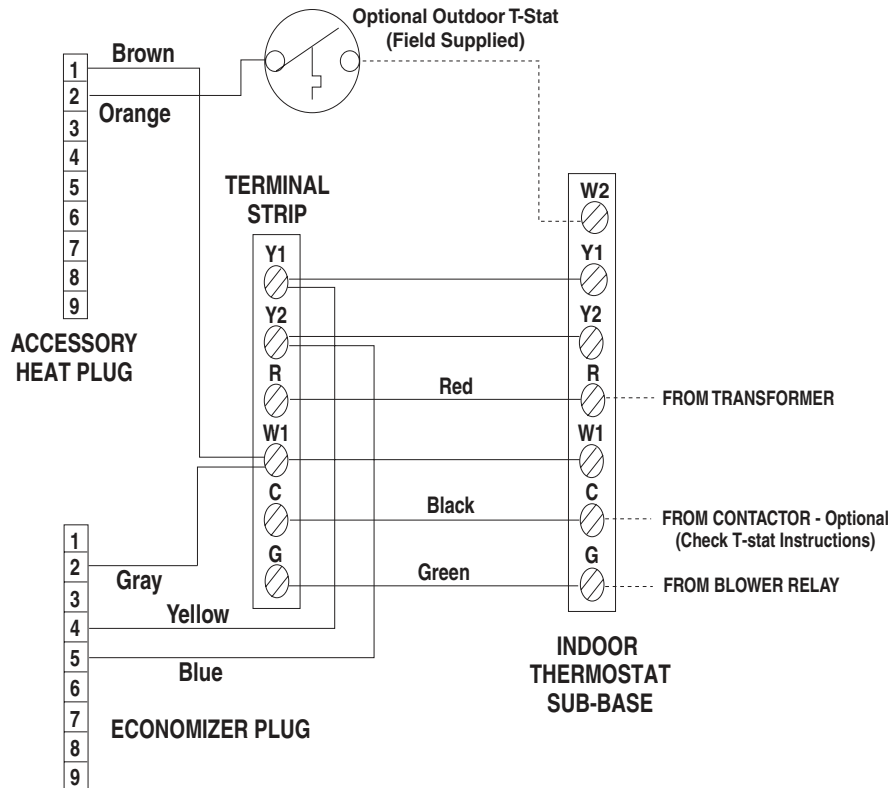 Optional Outdoor T-Stat
(Field Supplied)
Brown
Orange
1
2
3
4
5
6
7
8
9
ACCESSORY
HEAT PLUG
TERMINAL
STRIP
Y1
Y2
R
W1
C
G
W2
Y1
Y2
R
W1
C
G
Red
Black
Green
FROM TRANSFORMER
FROM CONTACTOR - Optional
(Check T-stat Instructions)
FROM BLOWER RELAY
INDOOR
THERMOSTAT
SUB-BASE
1
2
3
4
5
6
7
8
9
Gray
Yellow
Blue
ECONOMIZER PLUG